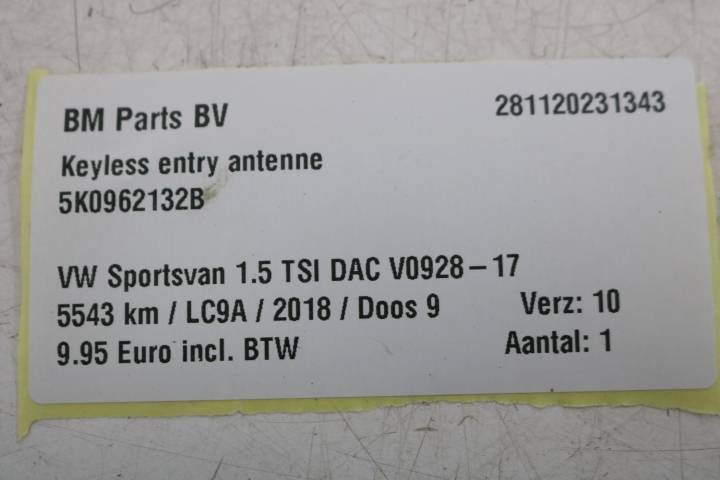 BM Parts BV 281120231343
Keyless entry antenne
5K0962132B
VW Sportsvan 1.5 TSI DAC V0928-17
5543 km / LC9A / 2018 / Doos 9 Verz: 10
9.95 Euro incl. BTW Aantal: 1